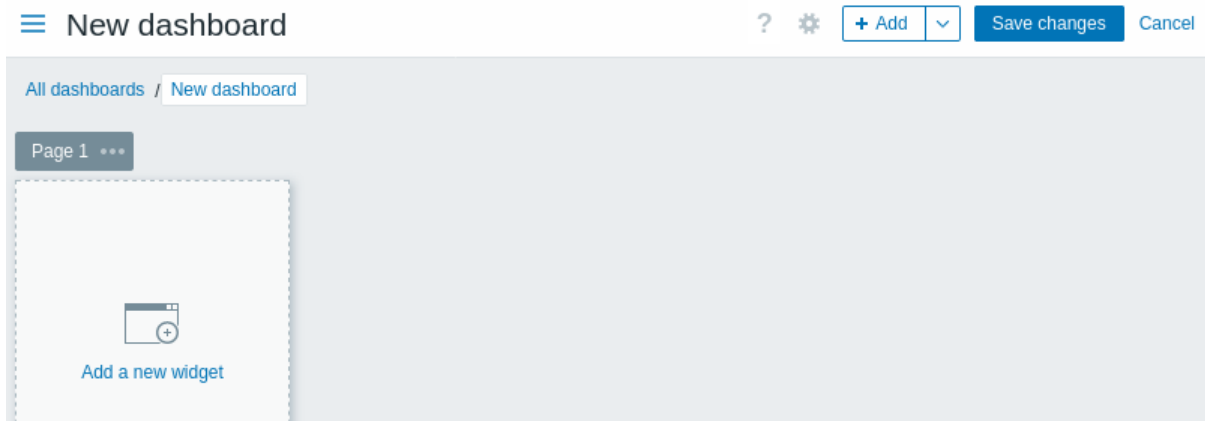 New dashboard ? + Add Save changes Cancel
All dashboards / New dashboard
Page 1 •••
Add a new widget